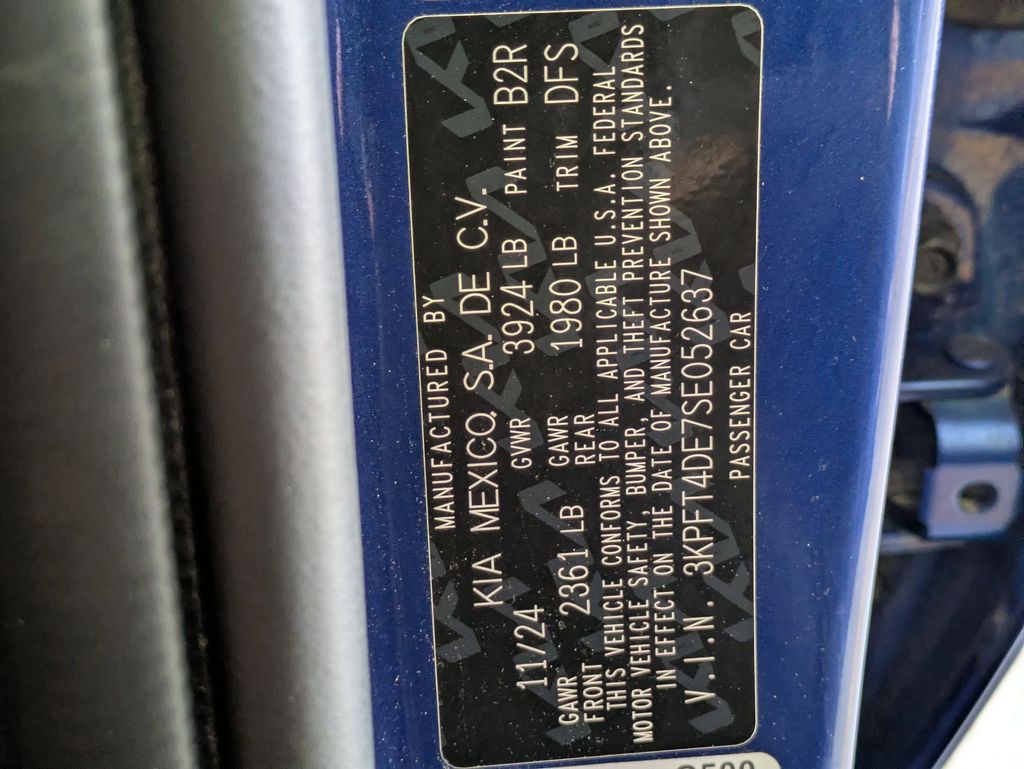 MANUFACTURED BY
KIA MEXICO, S.A. DE C.V.
11/24 GVWR 3924 LB PAINT B2R
GAWR FRONT 2361 LB GAWR REAR 1980 LB TRIM DFS
THIS VEHICLE CONFORMS TO ALL APPLICABLE U.S.A. FEDERAL
MOTOR VEHICLE SAFETY, BUMPER, AND THEFT PREVENTION STANDARDS
IN EFFECT ON THE DATE OF MANUFACTURE SHOWN ABOVE.
V.I.N. 3KPFT4DE7SE052637
PASSENGER CAR